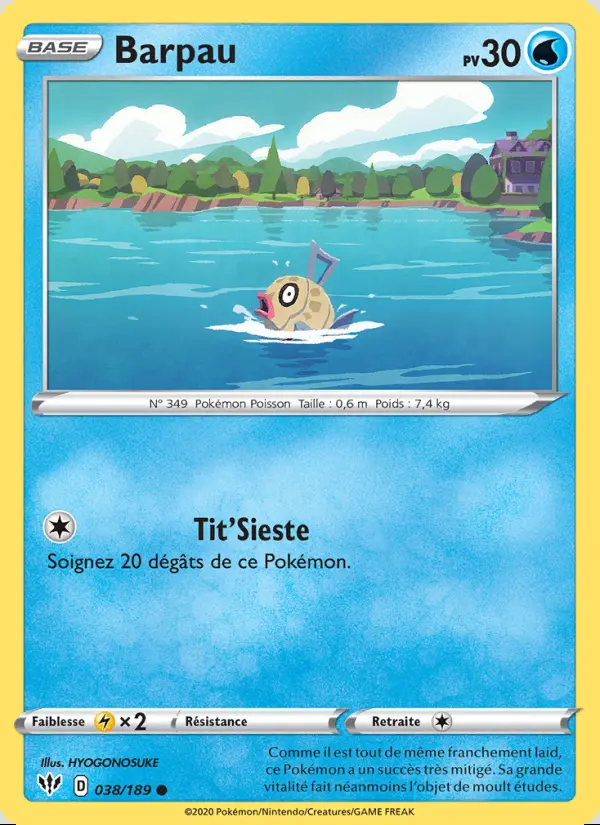 BASE Barpau PV30
N° 349 Pokémon Poisson Taille : 0,6 m Poids : 7,4 kg
Tit'Sieste
Soignez 20 dégâts de ce Pokémon.
Faiblesse ×2 Résistance Retraite
Illus. HYOGONOSUKE
Comme il est tout de même franchement laid,
ce Pokémon a un succès très mitigé. Sa grande
vitalité fait néanmoins l'objet de moult études.
D 038/189
©2020 Pokémon/Nintendo/Creatures/GAME FREAK